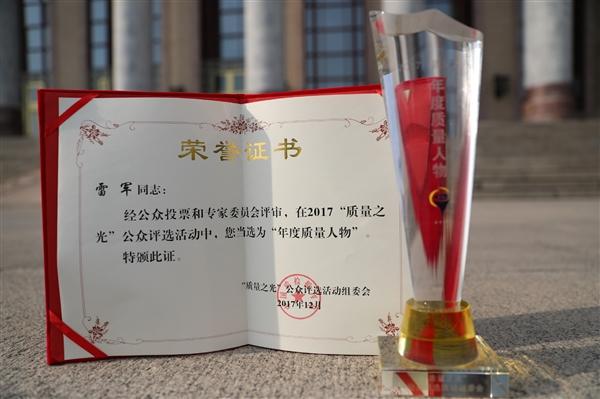 荣誉证书
雷 军同志：
经公众投票和专家委员会评审，在2017“质量之
光”公众评选活动中，您当选为“年度质量人物”。
特颁此证。
“质量之光”公众评选活动组委会
2017年12月
年度质量人物